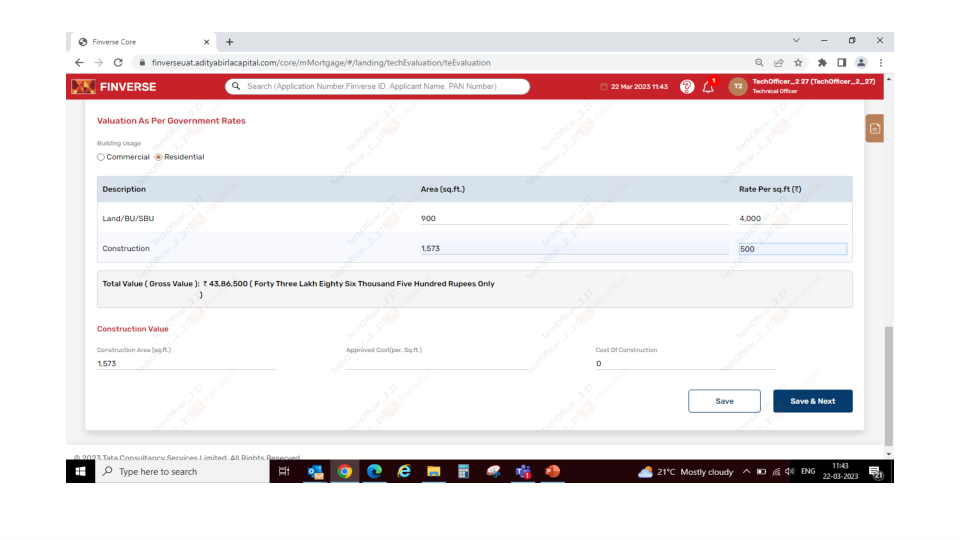 Finverse Core
finverseuat.adityabirlacapital.com/core/mMortgage/#/landing/techEvaluation/teEvaluation
FINVERSE
Search (Application Number,Finverse ID, Applicant Name, PAN Number)
22 Mar 2023 11:43
1
T2
TechOfficer_2 27 (TechOfficer_2_27)
Technical Officer
Valuation As Per Government Rates
Building Usage
Commercial Residential
Description Area (sq.ft.) Rate Per sq.ft (₹)
Land/BU/SBU 900 4,000
Construction 1,573 500
Total Value ( Gross Value ): ₹ 43,86,500 ( Forty Three Lakh Eighty Six Thousand Five Hundred Rupees Only
)
Construction Value
Construction Area (sq.ft.) Approved Cost(per. Sq.ft.) Cost Of Construction
1,573 0
Save Save & Next
© 2023 Tata Consultancy Services Limited. All Rights Reserved
Type here to search
21°C Mostly cloudy ENG 11:43
22-03-2023
21